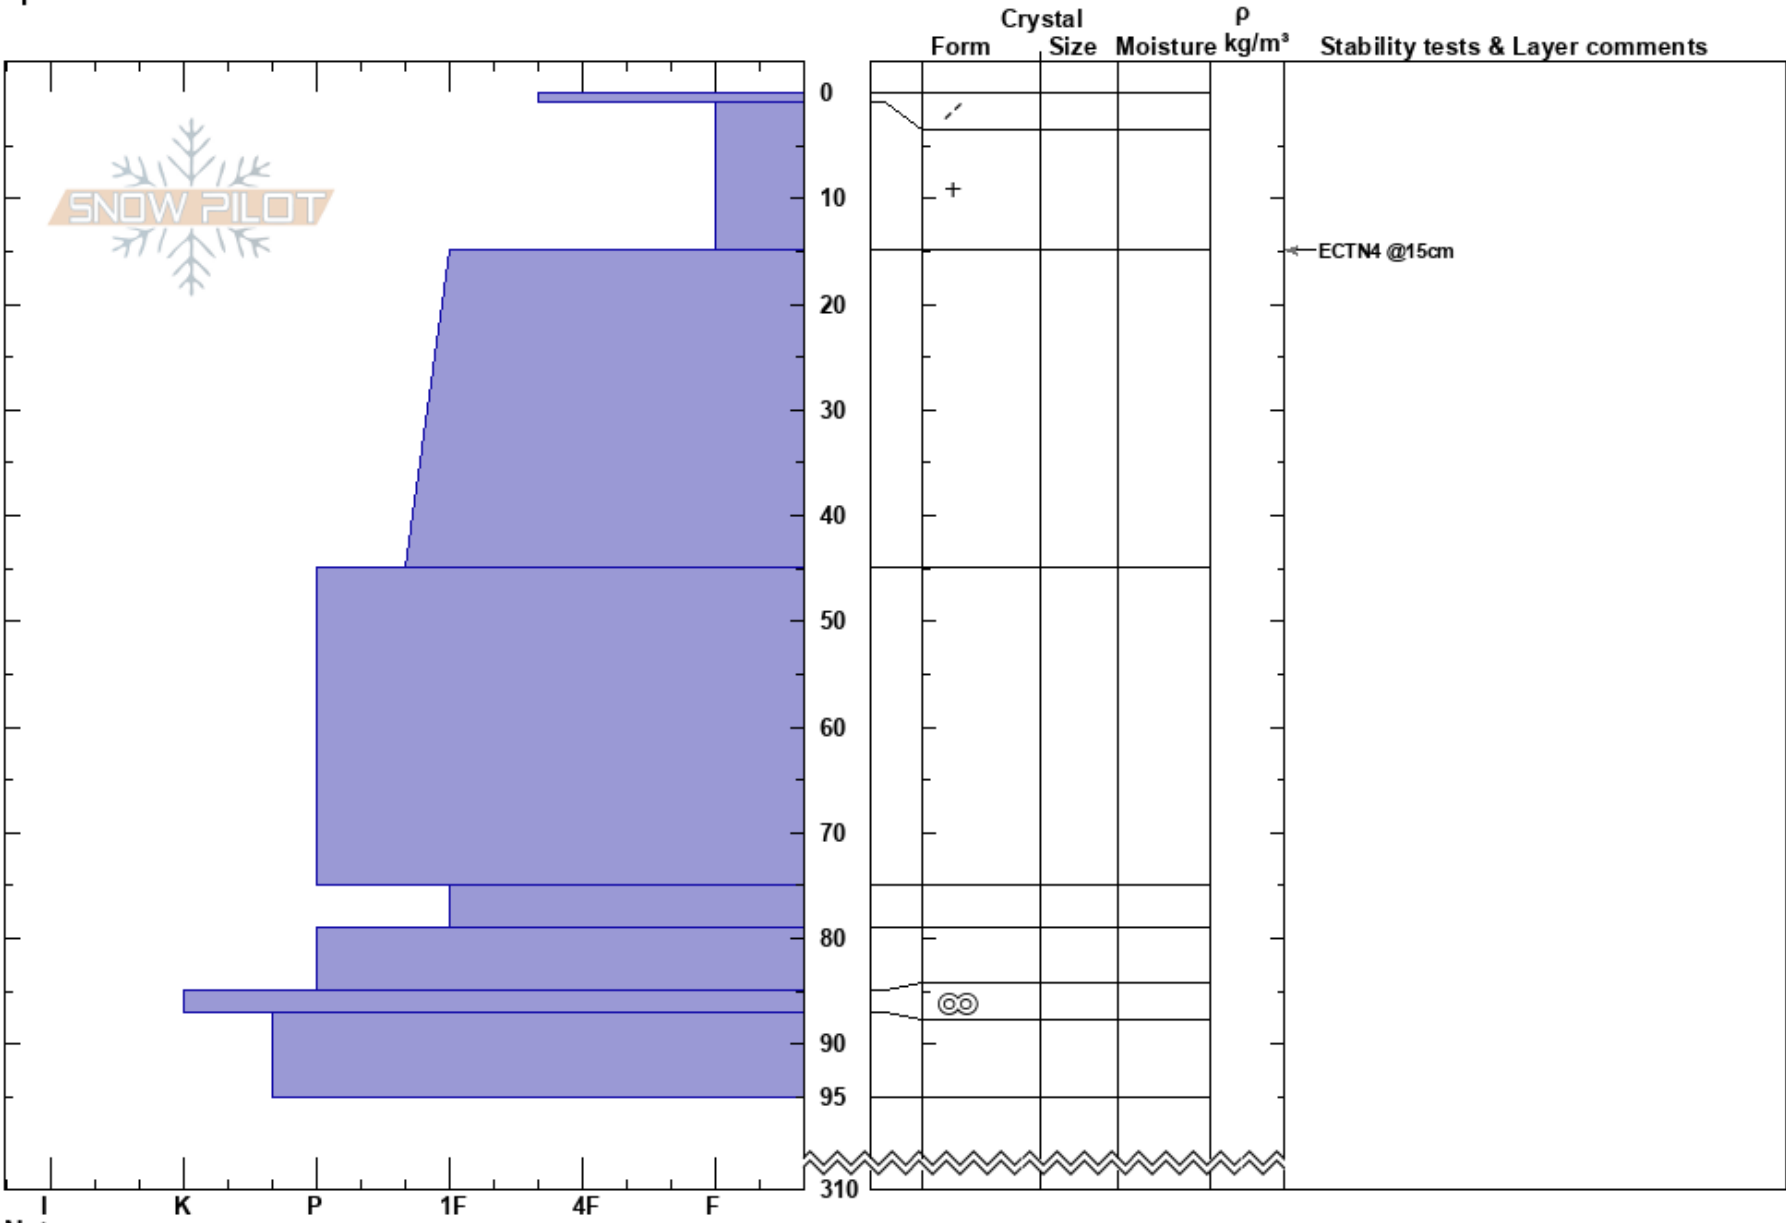 Crystal ρ
Form Size Moisture kg/m³ Stability tests & Layer comments
0
SNOW PILOT
10
ECTN4 @15cm
20
30
40
50
60
70
80
90
95
310
I K P 1F 4F F